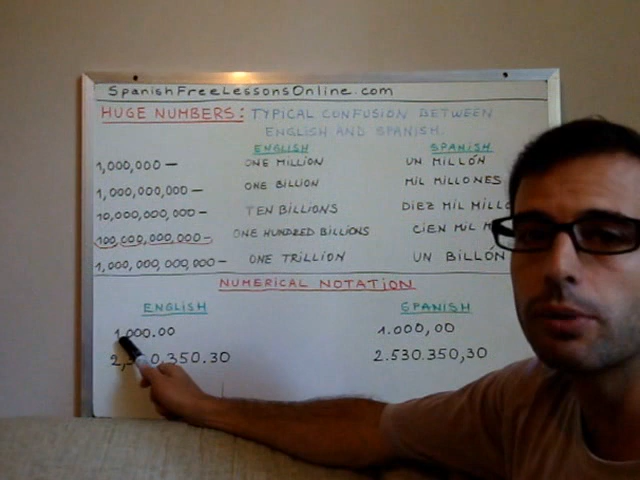 SpanishFreeLessonsOnline.com
HUGE NUMBERS: TYPICAL CONFUSION BETWEEN
ENGLISH AND SPANISH.
ENGLISH SPANISH
1,000,000 — ONE MILLION UN MILLÓN
1,000,000,000 — ONE BILLION MIL MILLONES
10,000,000,000 — TEN BILLIONS DIEZ MIL
100,000,000,000 — ONE HUNDRED BILLIONS CIEN MIL
1,000,000,000,000 — ONE TRILLION UN BILLÓN
NUMERICAL NOTATION
ENGLISH SPANISH
1,000.00 1.000,00
2.530.350,30